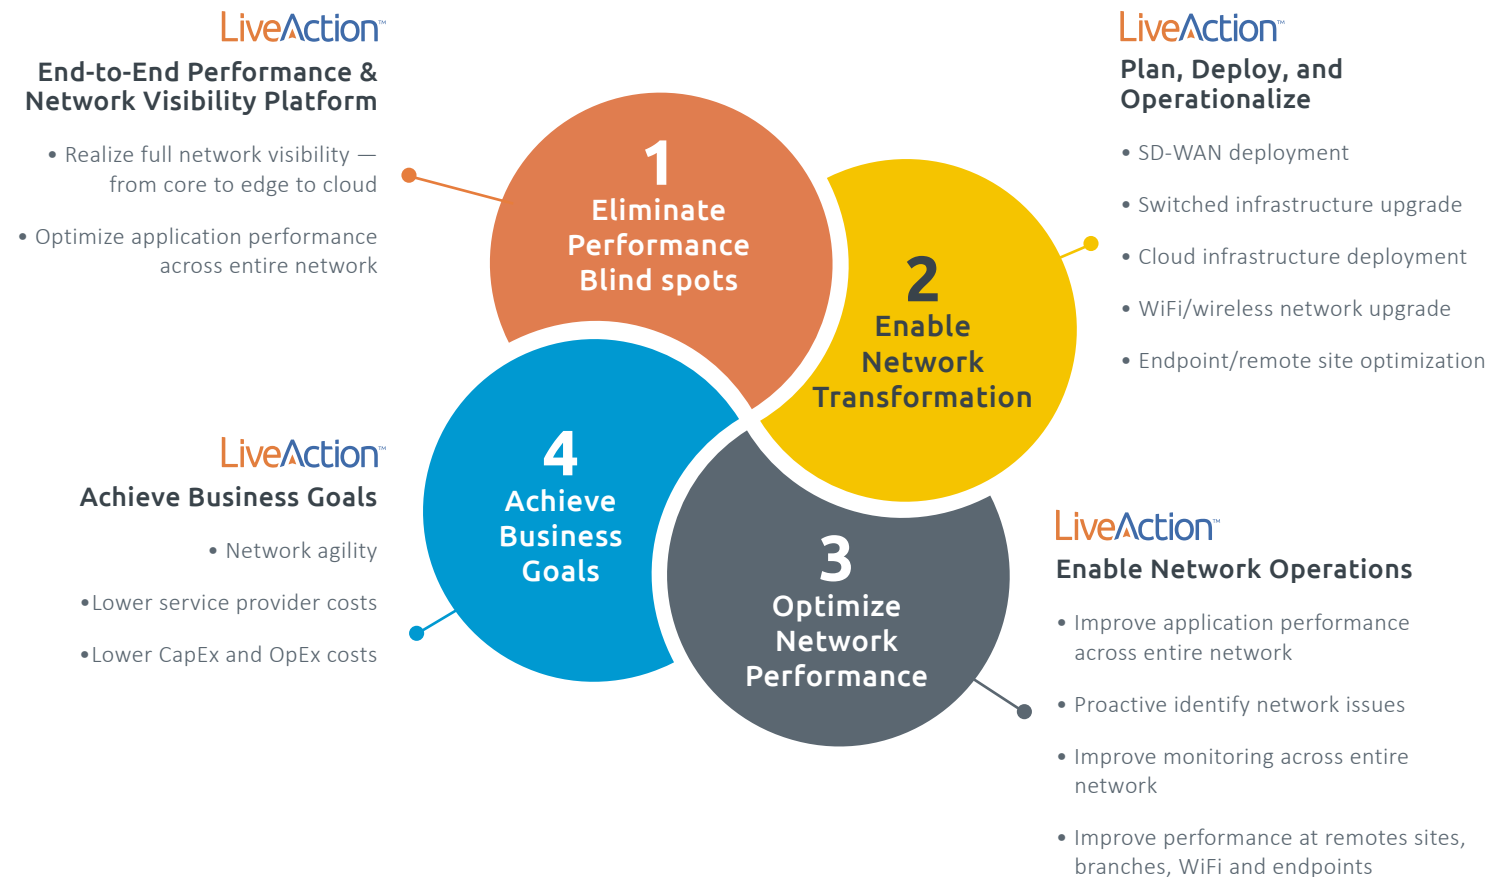 LiveAction™
End-to-End Performance &
Network Visibility Platform
• Realize full network visibility —
from core to edge to cloud
• Optimize application performance
across entire network
1
Eliminate
Performance
Blind spots
LiveAction™
Plan, Deploy, and
Operationalize
• SD-WAN deployment
• Switched infrastructure upgrade
• Cloud infrastructure deployment
• WiFi/wireless network upgrade
• Endpoint/remote site optimization
2
Enable
Network
Transformation
LiveAction™
Enable Network Operations
• Improve application performance
across entire network
• Proactive identify network issues
• Improve monitoring across entire
network
• Improve performance at remotes sites,
branches, WiFi and endpoints
3
Optimize
Network
Performance
LiveAction™
Achieve Business Goals
• Network agility
•Lower service provider costs
•Lower CapEx and OpEx costs
4
Achieve
Business
Goals